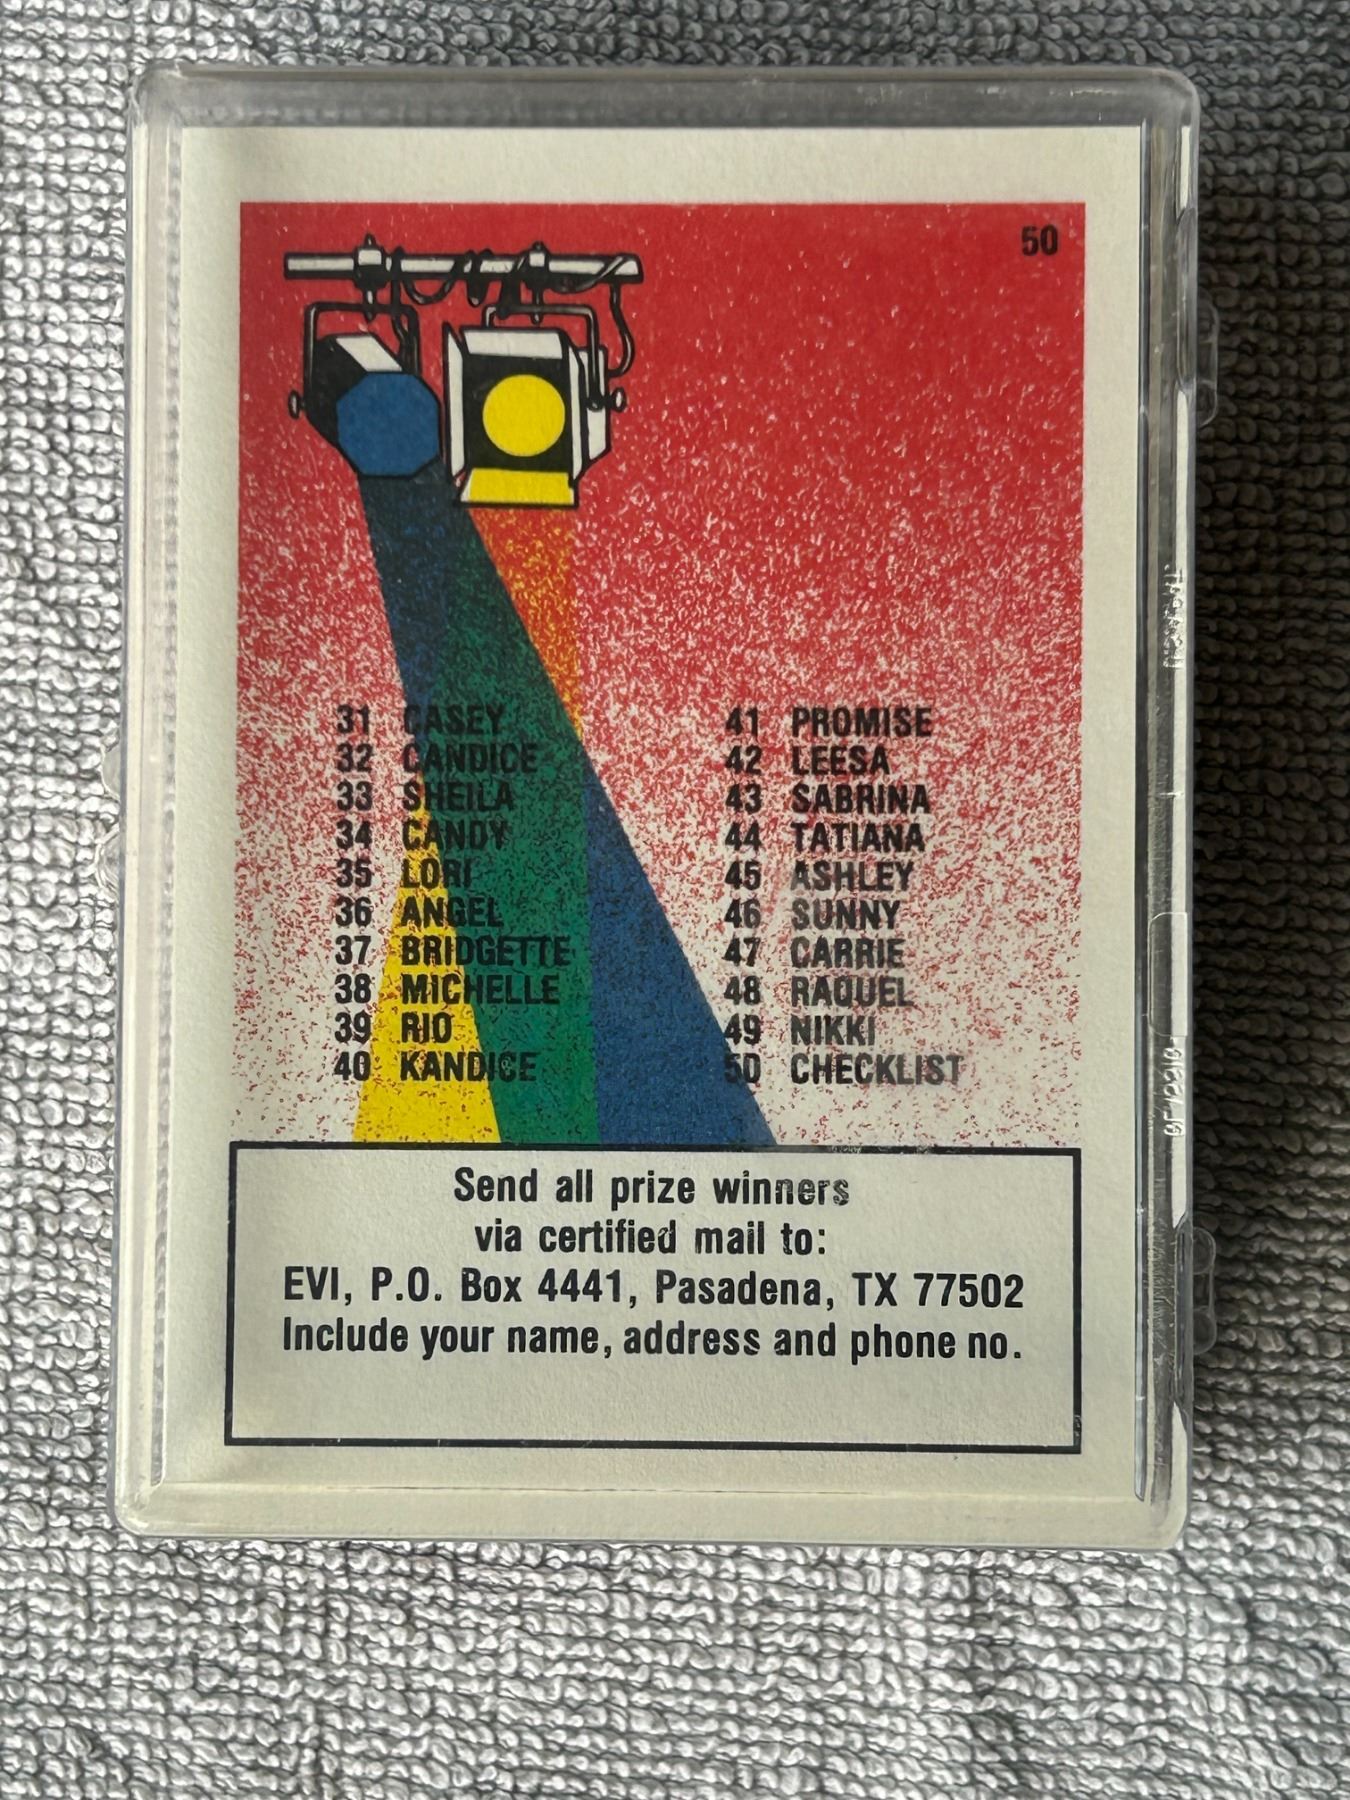 50
31 CASEY
32 CANDICE
33 SHEILA
34 CANDY
35 LORI
36 ANGEL
37 BRIDGETTE
38 MICHELLE
39 RIO
40 KANDICE
41 PROMISE
42 LEESA
43 SABRINA
44 TATIANA
45 ASHLEY
46 SUNNY
47 CARRIE
48 RAQUEL
49 NIKKI
50 CHECKLIST
Send all prize winners
via certified mail to:
EVI, P.O. Box 4441, Pasadena, TX 77502
Include your name, address and phone no.